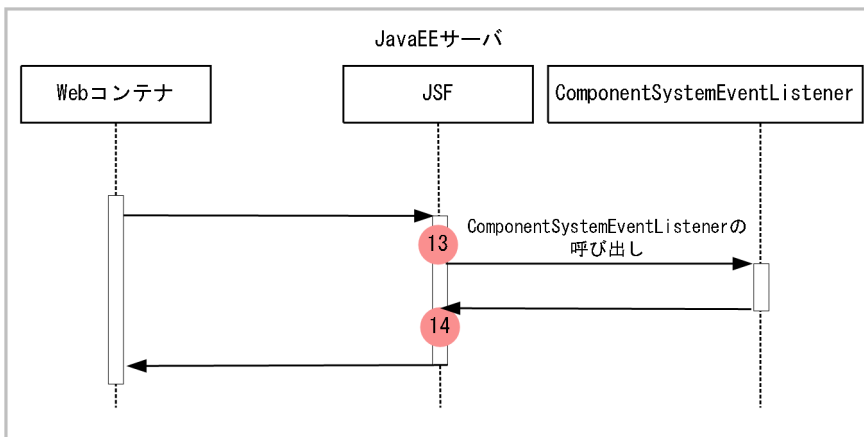 JavaEEサーバ
Webコンテナ
JSF
ComponentSystemEventListener
13
ComponentSystemEventListenerの
呼び出し
14